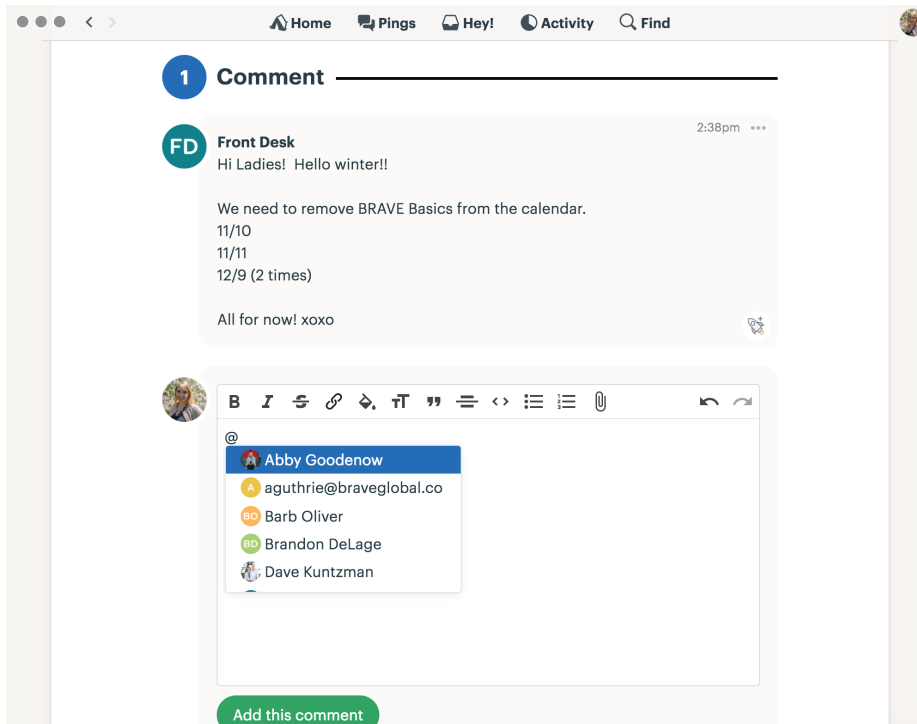 Home Pings Hey! Activity Find
1 Comment
2:38pm
FD Front Desk
Hi Ladies!  Hello winter!!
We need to remove BRAVE Basics from the calendar.
11/10
11/11
12/9 (2 times)
All for now! xoxo
@
Abby Goodenow
A aguthrie@braveglobal.co
BO Barb Oliver
BD Brandon DeLage
Dave Kuntzman
Add this comment